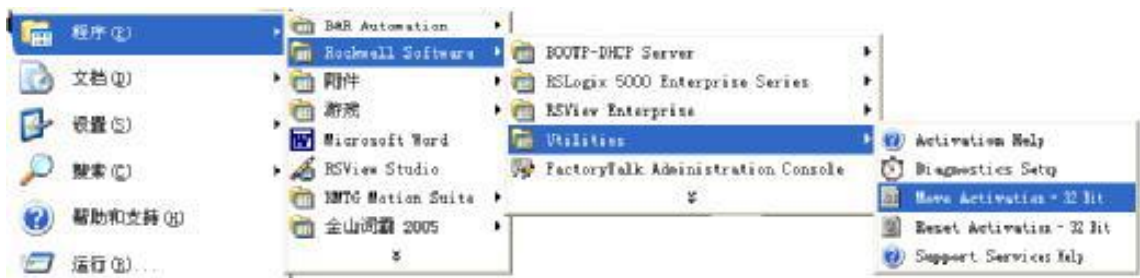 程序(P)
文档(D)
设置(S)
搜索(C)
帮助和支持(H)
运行(R)...
B&R Automation
Rockwell Software
附件
游戏
Microsoft Word
RSView Studio
Motion Suite
金山词霸 2005
BOOTP-DHCP Server
RSLogix 5000 Enterprise Series
RSView Enterprise
Utilities
FactoryTalk Administration Console
Activation Help
Diagnostics Setup
Move Activation - 32 Bit
Reset Activation - 32 Bit
Support Services Help